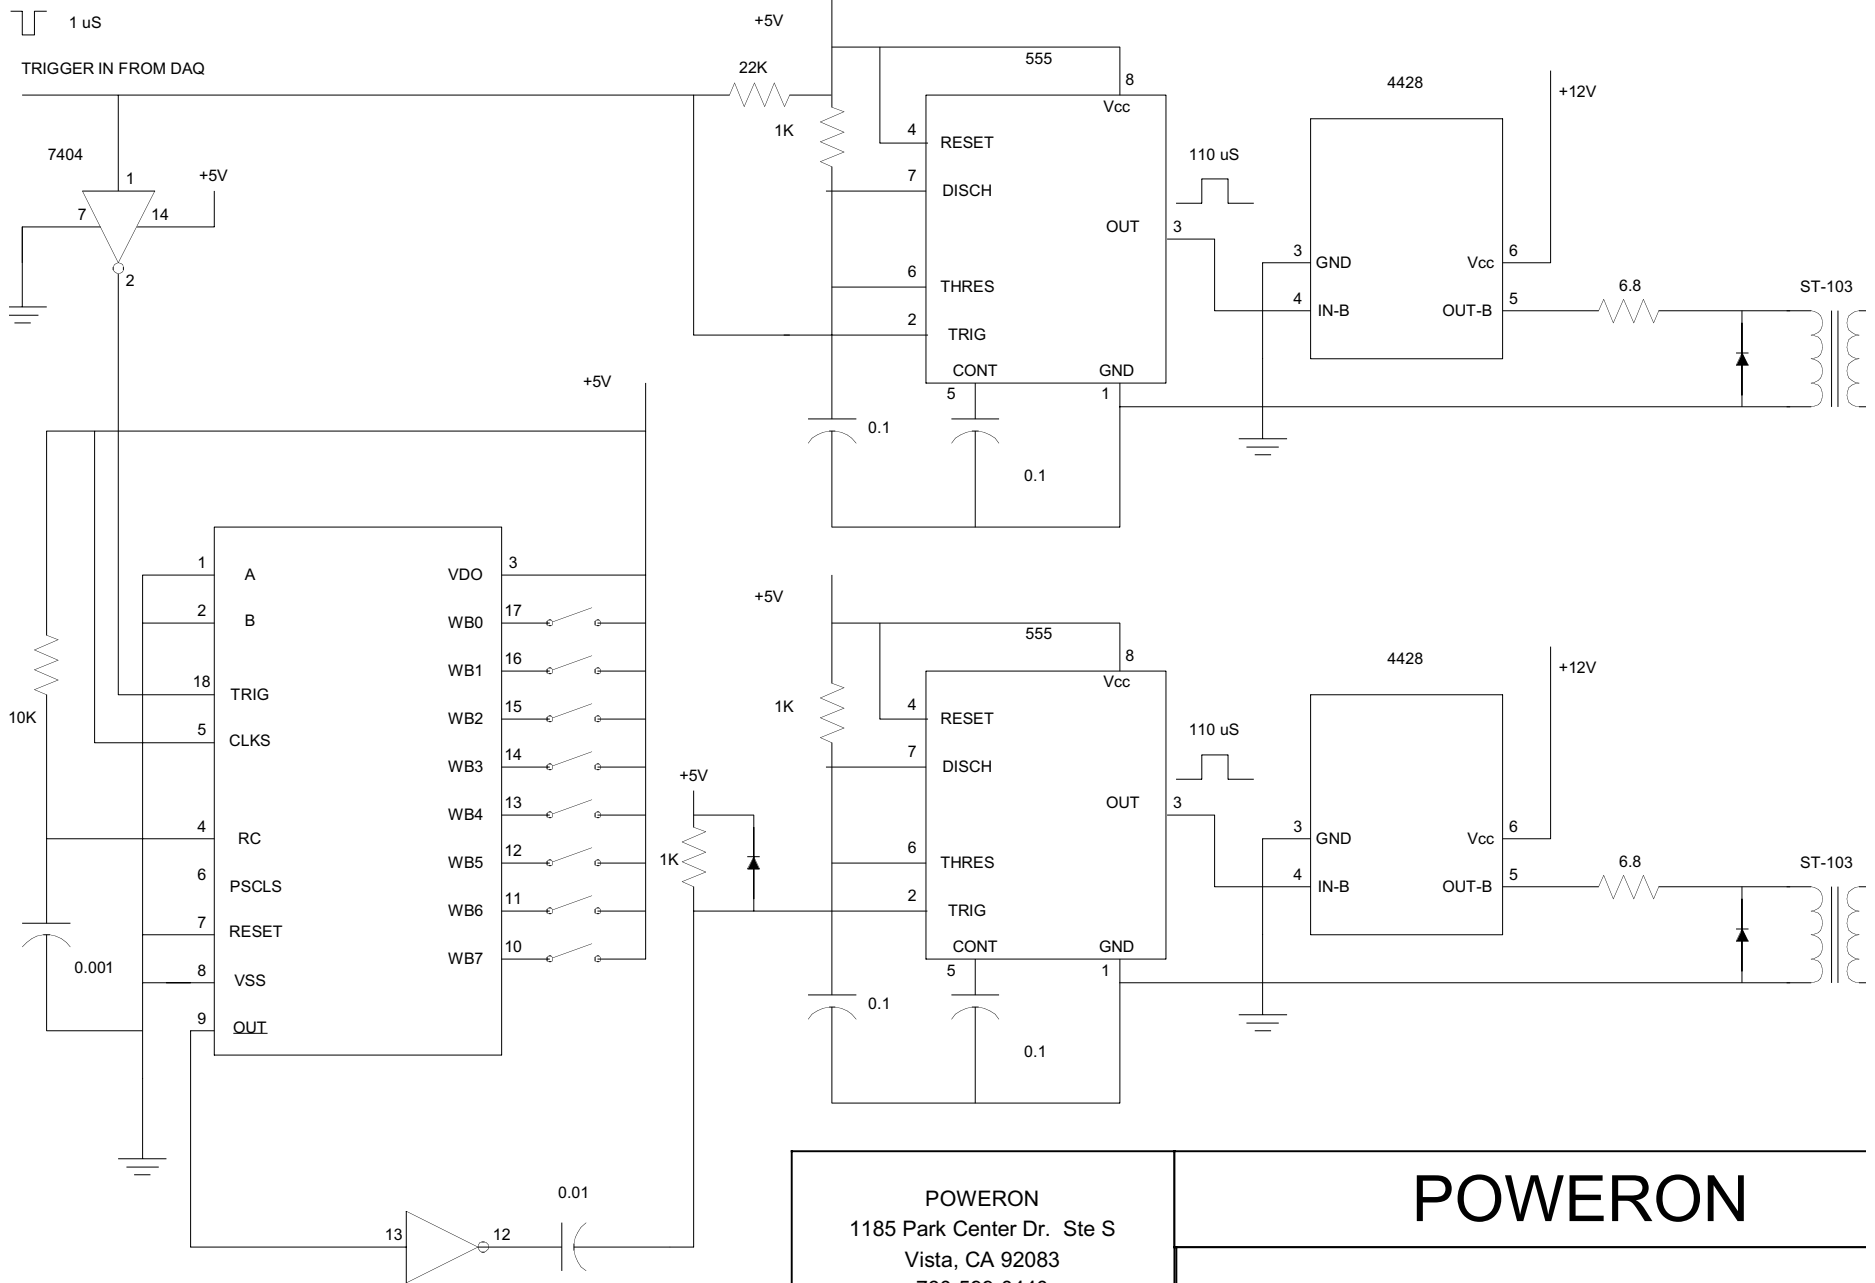 1 uS
TRIGGER IN FROM DAQ
7404
1
+5V
7
14
2
+5V
22K
1K
555
8
Vcc
4
RESET
7
DISCH
OUT
3
6
THRES
2
TRIG
CONT
GND
5
1
0.1
0.1
110 uS
4428
+12V
3
GND
Vcc
6
4
IN-B
OUT-B
5
6.8
ST-103
+5V
10K
0.001
1
A
2
B
18
TRIG
5
CLKS
4
RC
6
PSCLS
7
RESET
8
VSS
9
OUT
VDO
3
WB0
17
WB1
16
WB2
15
WB3
14
WB4
13
WB5
12
WB6
11
WB7
10
+5V
1K
+5V
1K
555
8
Vcc
4
RESET
7
DISCH
OUT
3
6
THRES
2
TRIG
CONT
GND
5
1
0.1
0.1
110 uS
4428
+12V
3
GND
Vcc
6
4
IN-B
OUT-B
5
6.8
ST-103
13
12
0.01
POWERON
1185 Park Center Dr. Ste S
Vista, CA 92083
POWERON